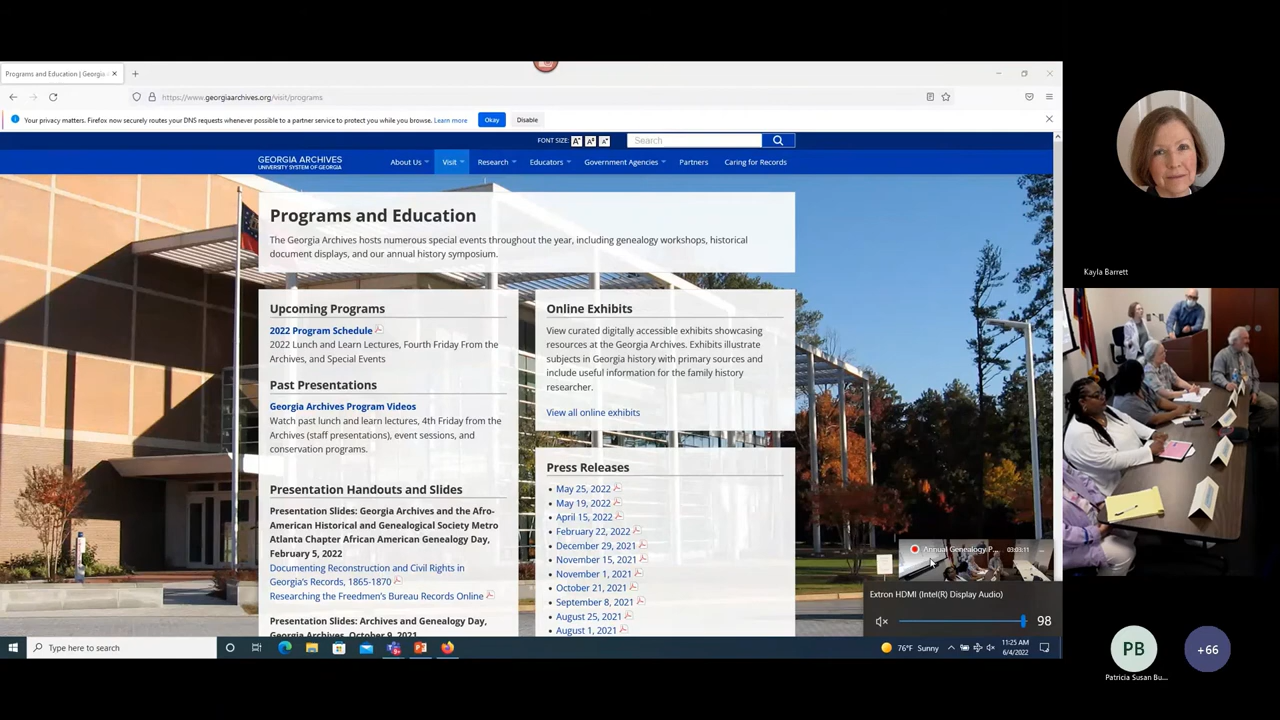 Programs and Education | Georgia A
https://www.georgiaarchives.org/visit/programs
Your privacy matters. Firefox now securely routes your DNS requests whenever possible to a partner service to protect you while you browse. Learn more
Okay
Disable
FONT SIZE: A+ A± A-
Search
GEORGIA ARCHIVES
UNIVERSITY SYSTEM OF GEORGIA
About Us Visit Research Educators Government Agencies Partners Caring for Records
Programs and Education
The Georgia Archives hosts numerous special events throughout the year, including genealogy workshops, historical
document displays, and our annual history symposium.
Upcoming Programs
2022 Program Schedule
2022 Lunch and Learn Lectures, Fourth Friday From the
Archives, and Special Events
Past Presentations
Georgia Archives Program Videos
Watch past lunch and learn lectures, 4th Friday from the
Archives (staff presentations), event sessions, and
conservation programs.
Presentation Handouts and Slides
Presentation Slides: Georgia Archives and the Afro-
American Historical and Genealogical Society Metro
Atlanta Chapter African American Genealogy Day,
February 5, 2022
Documenting Reconstruction and Civil Rights in
Georgia's Records, 1865-1870
Researching the Freedmen's Bureau Records Online
Presentation Slides: Archives and Genealogy Day,
Georgia Archives, October 9, 2021
Online Exhibits
View curated digitally accessible exhibits showcasing
resources at the Georgia Archives. Exhibits illustrate
subjects in Georgia history with primary sources and
include useful information for the family history
researcher.
View all online exhibits
Press Releases
May 25, 2022
May 19, 2022
April 15, 2022
February 22, 2022
December 29, 2021
November 15, 2021
November 1, 2021
October 21, 2021
September 8, 2021
August 25, 2021
August 1, 2021
Annual Genealogy P... 03:03:11
Extron HDMI (Intel(R) Display Audio)
98
Type here to search
76°F Sunny
11:25 AM
6/4/2022
Kayla Barrett
PB
Patricia Susan Bu...
+66